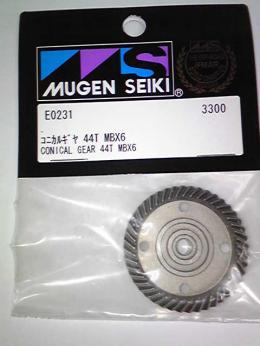 MUGEN SEIKI®
E0231 3300
コニカルギヤ 44T MBX6
CONICAL GEAR 44T MBX6